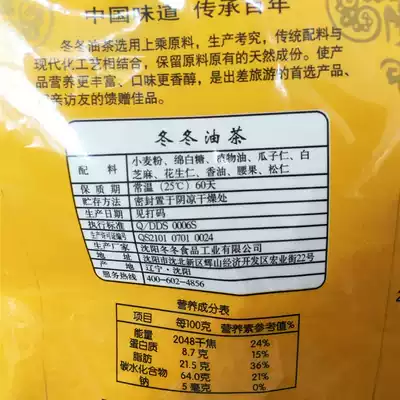 中国味道 传承百年
冬冬油茶选用上乘原料，生产考究，传统配料与
现代化工艺相结合，保留原料原有的天然成份。使产
品营养更丰富、口味更香醇，是出差旅游的首选产品、
亲访友的馈赠佳品。
冬冬油茶
配 料 小麦粉、绵白糖、植物油、瓜子仁、白
芝麻、花生仁、香油、腰果、松仁
保 质 期 常温（25℃）60天
贮存方法 密封置于阴凉干燥处
生产日期 见打码
执行标准 Q/DDS 0006S
生产许可证编号 QS2101 0701 0024
生产厂家 沈阳冬冬食品工业有限公司
地 址 沈阳市沈北新区辉山经济开发区宏业街22号
产 地 辽宁·沈阳
服务热线 400-602-4856
营养成分表
项目 每100克 营养素参考值%
能量 2048千焦 24%
蛋白质 8.7 克 15%
脂肪 21.5 克 36%
碳水化合物 64.0克 21%
钠 5 毫克 0%